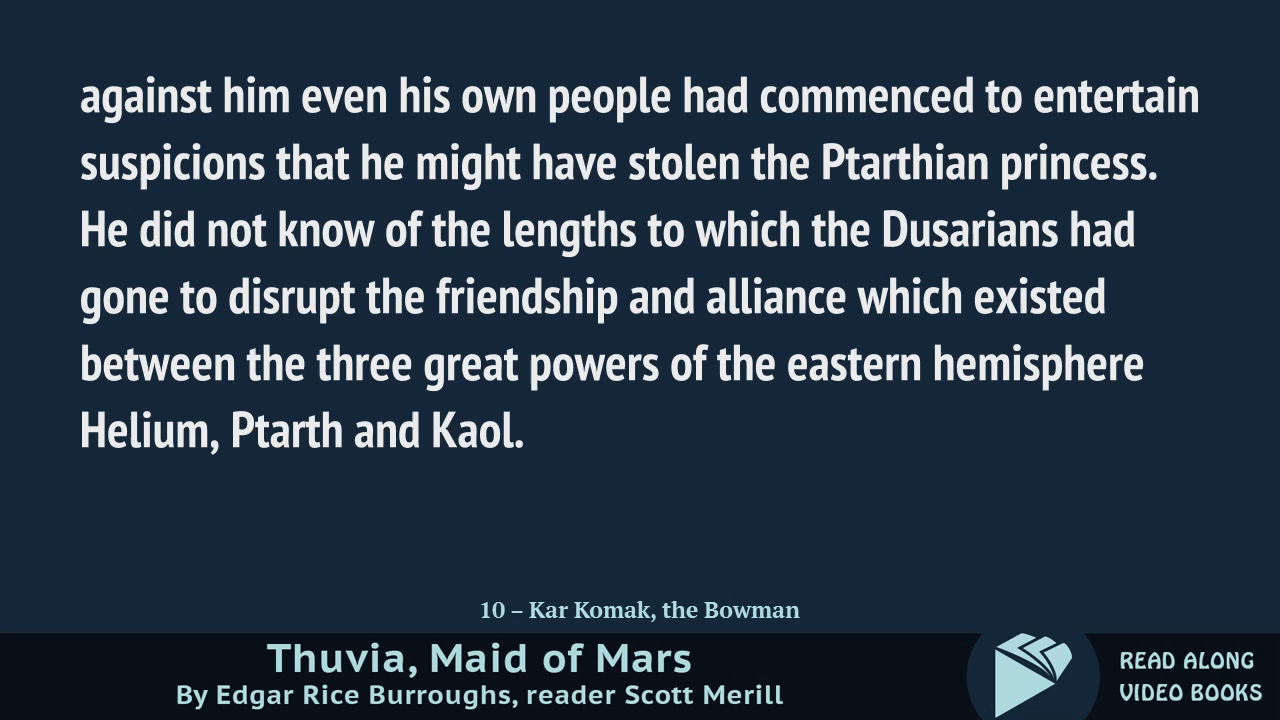 against him even his own people had commenced to entertain
suspicions that he might have stolen the Ptarthian princess.
He did not know of the lengths to which the Dusarians had
gone to disrupt the friendship and alliance which existed
between the three great powers of the eastern hemisphere
Helium, Ptarth and Kaol.
10 – Kar Komak, the Bowman
Thuvia, Maid of Mars
By Edgar Rice Burroughs, reader Scott Merill
READ ALONG
VIDEO BOOKS